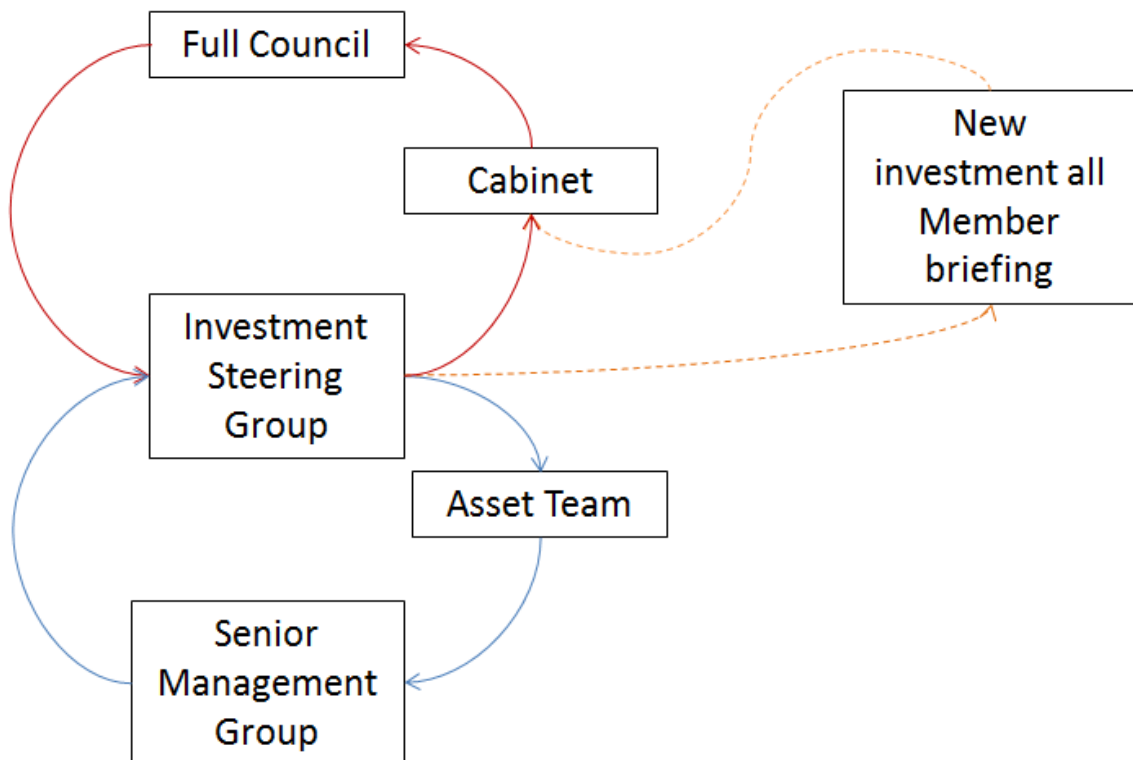 Full Council
Cabinet
New
investment all
Member
briefing
Investment
Steering
Group
Asset Team
Senior
Management
Group